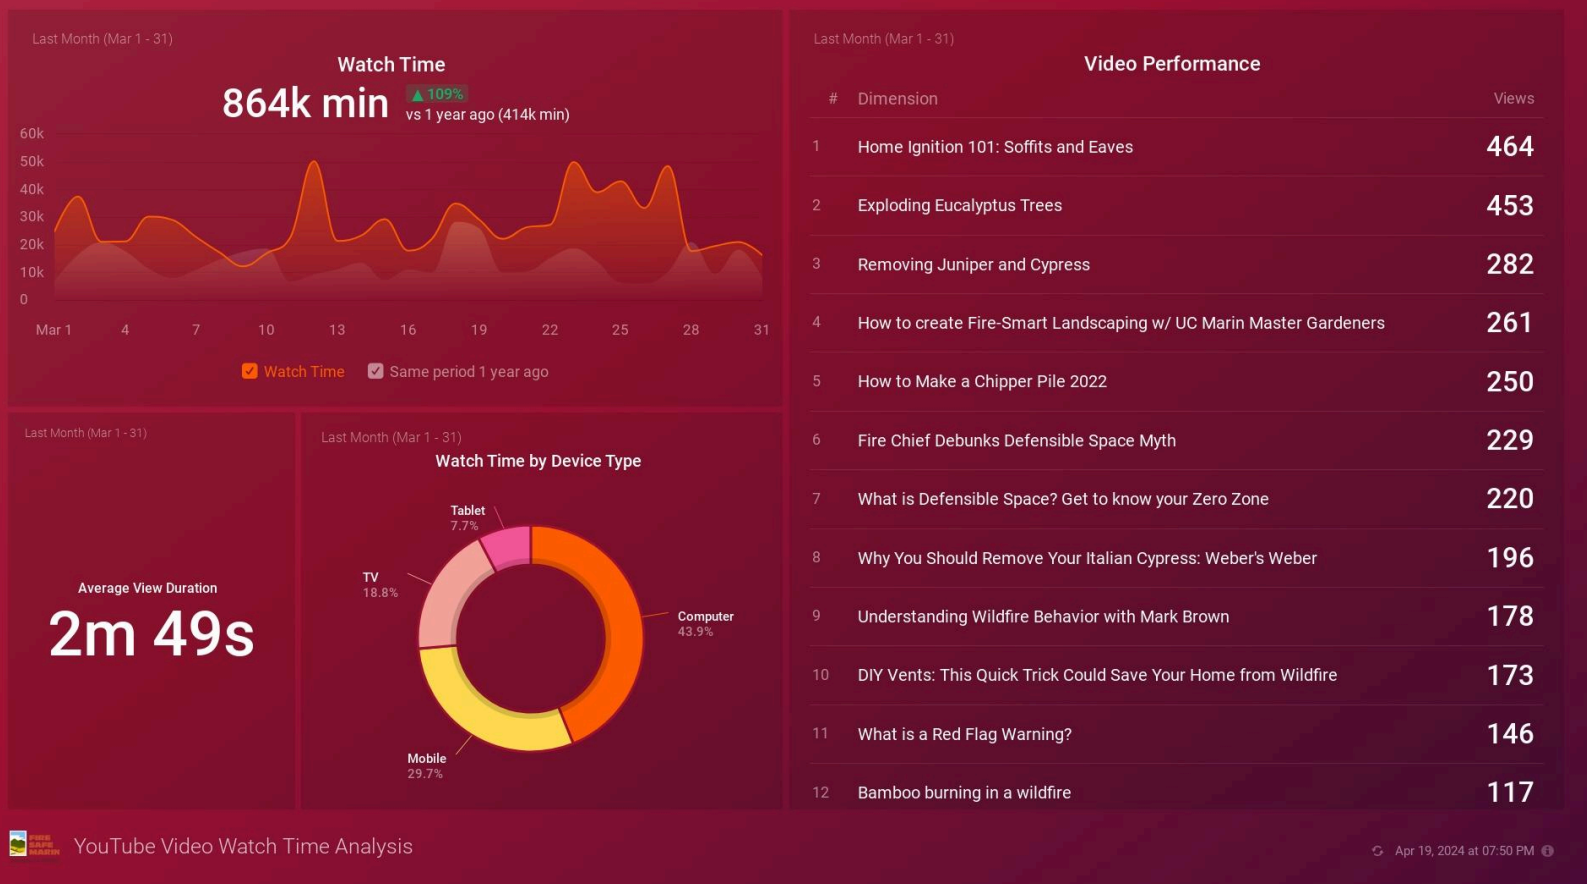 Last Month (Mar 1 - 31)
Watch Time
864k min
▲ 109%
vs 1 year ago (414k min)
60k
50k
40k
30k
20k
10k
0
Mar 1 4 7 10 13 16 19 22 25 28 31
Watch Time Same period 1 year ago
Last Month (Mar 1 - 31)
Average View Duration
2m 49s
Last Month (Mar 1 - 31)
Watch Time by Device Type
Tablet
7.7%
TV
18.8%
Computer
43.9%
Mobile
29.7%
Last Month (Mar 1 - 31)
Video Performance
# Dimension Views
1 Home Ignition 101: Soffits and Eaves 464
2 Exploding Eucalyptus Trees 453
3 Removing Juniper and Cypress 282
4 How to create Fire-Smart Landscaping w/ UC Marin Master Gardeners 261
5 How to Make a Chipper Pile 2022 250
6 Fire Chief Debunks Defensible Space Myth 229
7 What is Defensible Space? Get to know your Zero Zone 220
8 Why You Should Remove Your Italian Cypress: Weber's Weber 196
9 Understanding Wildfire Behavior with Mark Brown 178
10 DIY Vents: This Quick Trick Could Save Your Home from Wildfire 173
11 What is a Red Flag Warning? 146
12 Bamboo burning in a wildfire 117
FIRE
SAFE
MARIN
YouTube Video Watch Time Analysis
Apr 19, 2024 at 07:50 PM